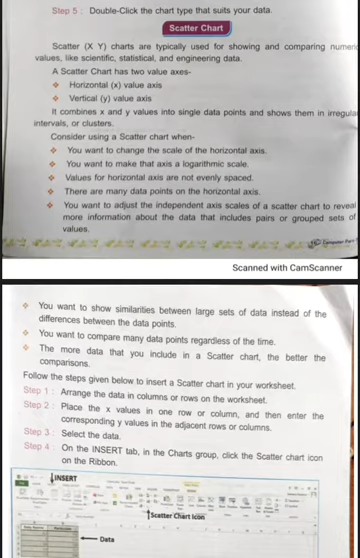 Step 5 : Double-Click the chart type that suits your data.
Scatter Chart
Scatter (X Y) charts are typically used for showing and comparing numeric
values, like scientific, statistical, and engineering data.
A Scatter Chart has two value axes-
❖ Horizontal (x) value axis
❖ Vertical (y) value axis
It combines x and y values into single data points and shows them in irregular
intervals, or clusters.
Consider using a Scatter chart when-
❖ You want to change the scale of the horizontal axis.
❖ You want to make that axis a logarithmic scale.
❖ Values for horizontal axis are not evenly spaced.
❖ There are many data points on the horizontal axis.
❖ You want to adjust the independent axis scales of a scatter chart to reveal
more information about the data that includes pairs or grouped sets of
values.
Scanned with CamScanner
❖ You want to show similarities between large sets of data instead of the
differences between the data points.
❖ You want to compare many data points regardless of the time.
❖ The more data that you include in a Scatter chart, the better the
comparisons.
Follow the steps given below to insert a Scatter chart in your worksheet.
Step 1 : Arrange the data in columns or rows on the worksheet.
Step 2 : Place the x values in one row or column, and then enter the
corresponding y values in the adjacent rows or columns.
Step 3 : Select the data.
Step 4 : On the INSERT tab, in the Charts group, click the Scatter chart icon
on the Ribbon.
INSERT
Scatter Chart Icon
Data